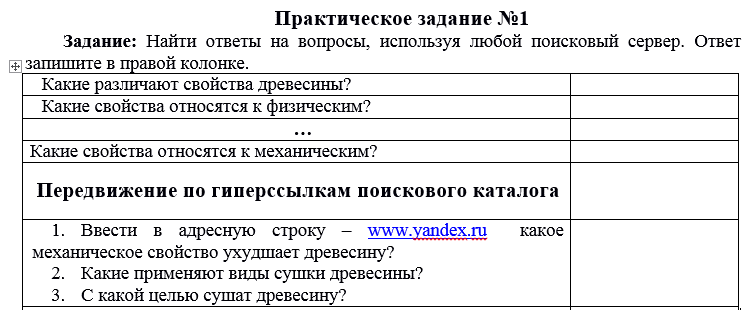 Практическое задание №1
Задание: Найти ответы на вопросы, используя любой поисковый сервер. Ответ
запишите в правой колонке.
Какие различают свойства древесины?
Какие свойства относятся к физическим?
...
Какие свойства относятся к механическим?
Передвижение по гиперссылкам поискового каталога
1. Ввести в адресную строку – www.yandex.ru какое
механическое свойство ухудшает древесину?
2. Какие применяют виды сушки древесины?
3. С какой целью сушат древесину?